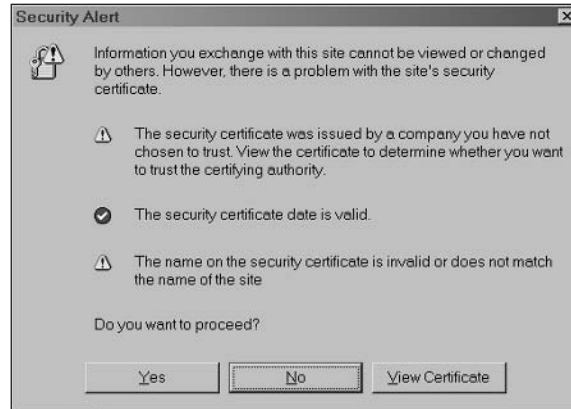 Security Alert
Information you exchange with this site cannot be viewed or changed
by others. However, there is a problem with the site's security
certificate.
The security certificate was issued by a company you have not
chosen to trust. View the certificate to determine whether you want
to trust the certifying authority.
The security certificate date is valid.
The name on the security certificate is invalid or does not match
the name of the site
Do you want to proceed?
Yes No View Certificate